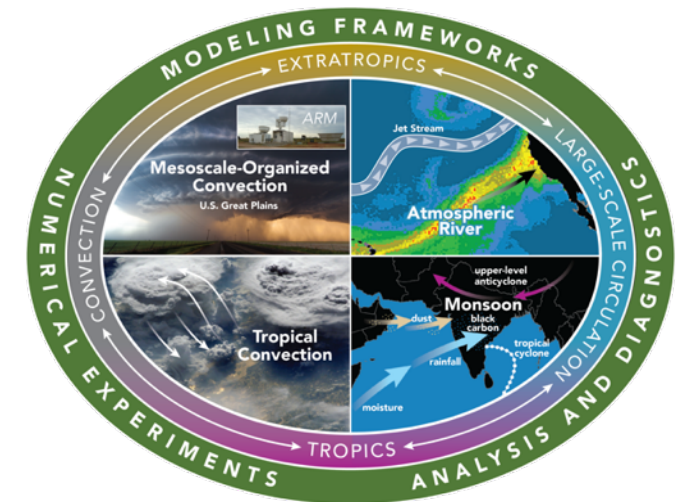 MODELING FRAMEWORKS
EXTRATROPICS
ARM
Mesoscale-Organized
Convection
U.S. Great Plains
Jet Stream
Atmospheric
River
NUMERICAL EXPERIMENTS
CONVECTION
LARGE-SCALE CIRCULATION
ANALYSIS AND DIAGNOSTICS
Tropical
Convection
upper-level
anticyclone
Monsoon
dust
black
carbon
tropical
cyclone
rainfall
moisture
TROPICS